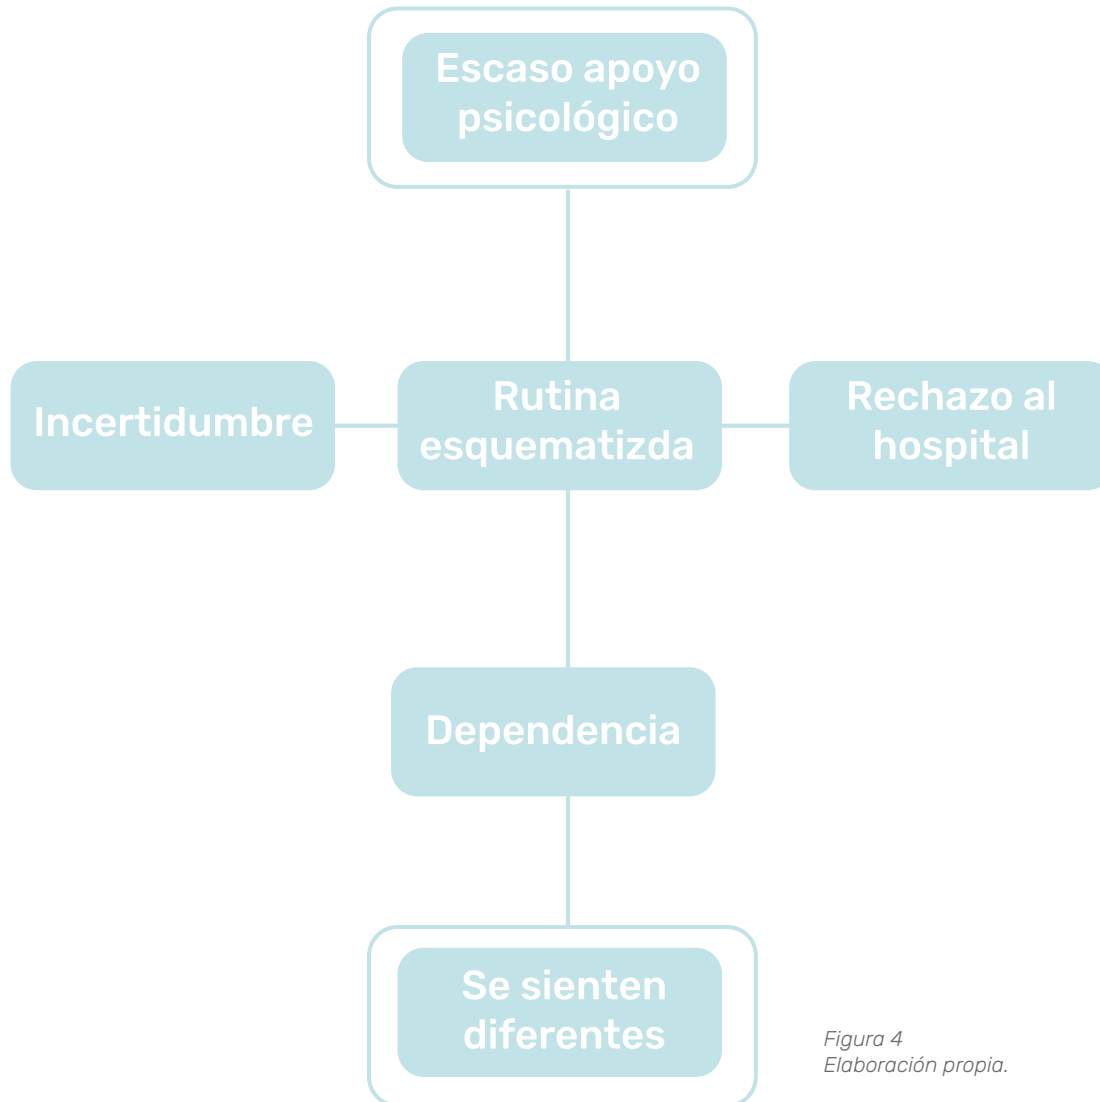 Escaso apoyo
psicológico
Incertidumbre
Rutina
esquematizda
Rechazo al
hospital
Dependencia
Se sienten
diferentes
Figura 4
Elaboración propia.